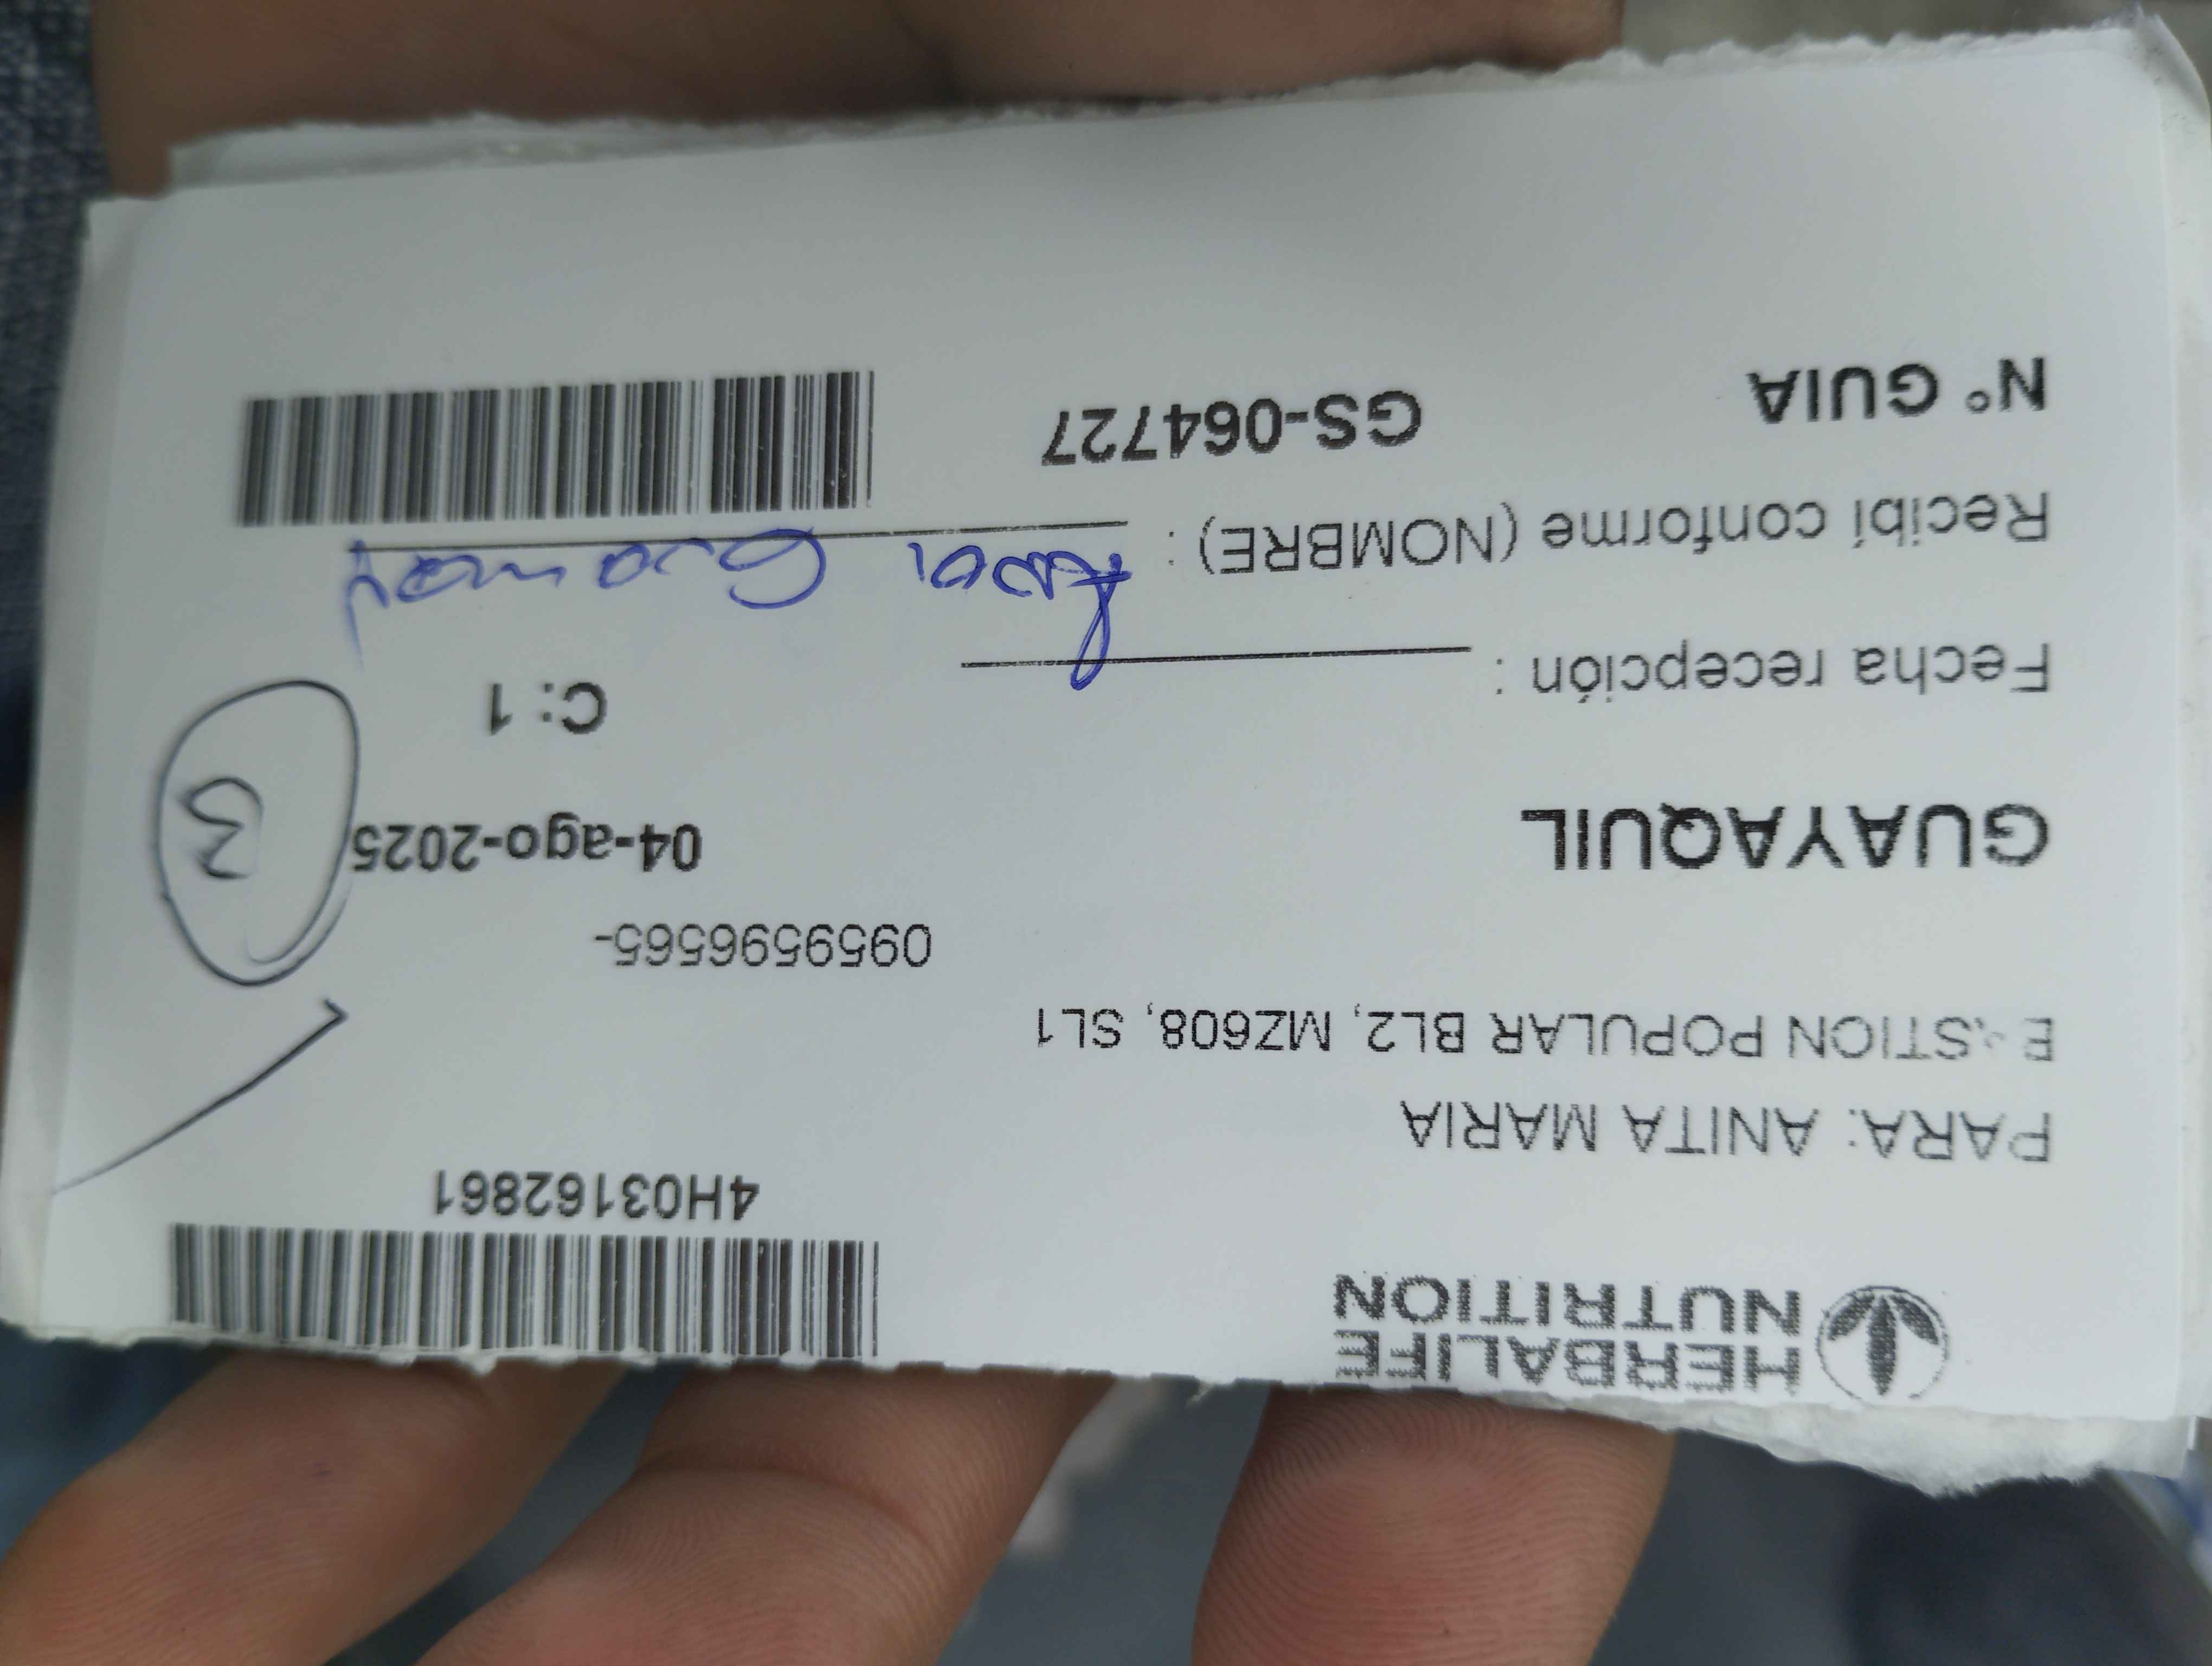 HERBALIFE
NUTRITION
4H03162861
PARA: ANITA MARIA
STION POPULAR BL2, MZ608, SL1
0959596565-
GUAYAQUIL
04-ago-2025
3
Fecha recepción :
C: 1
Recibí conforme (NOMBRE) :
N° GUIA
GS-064727